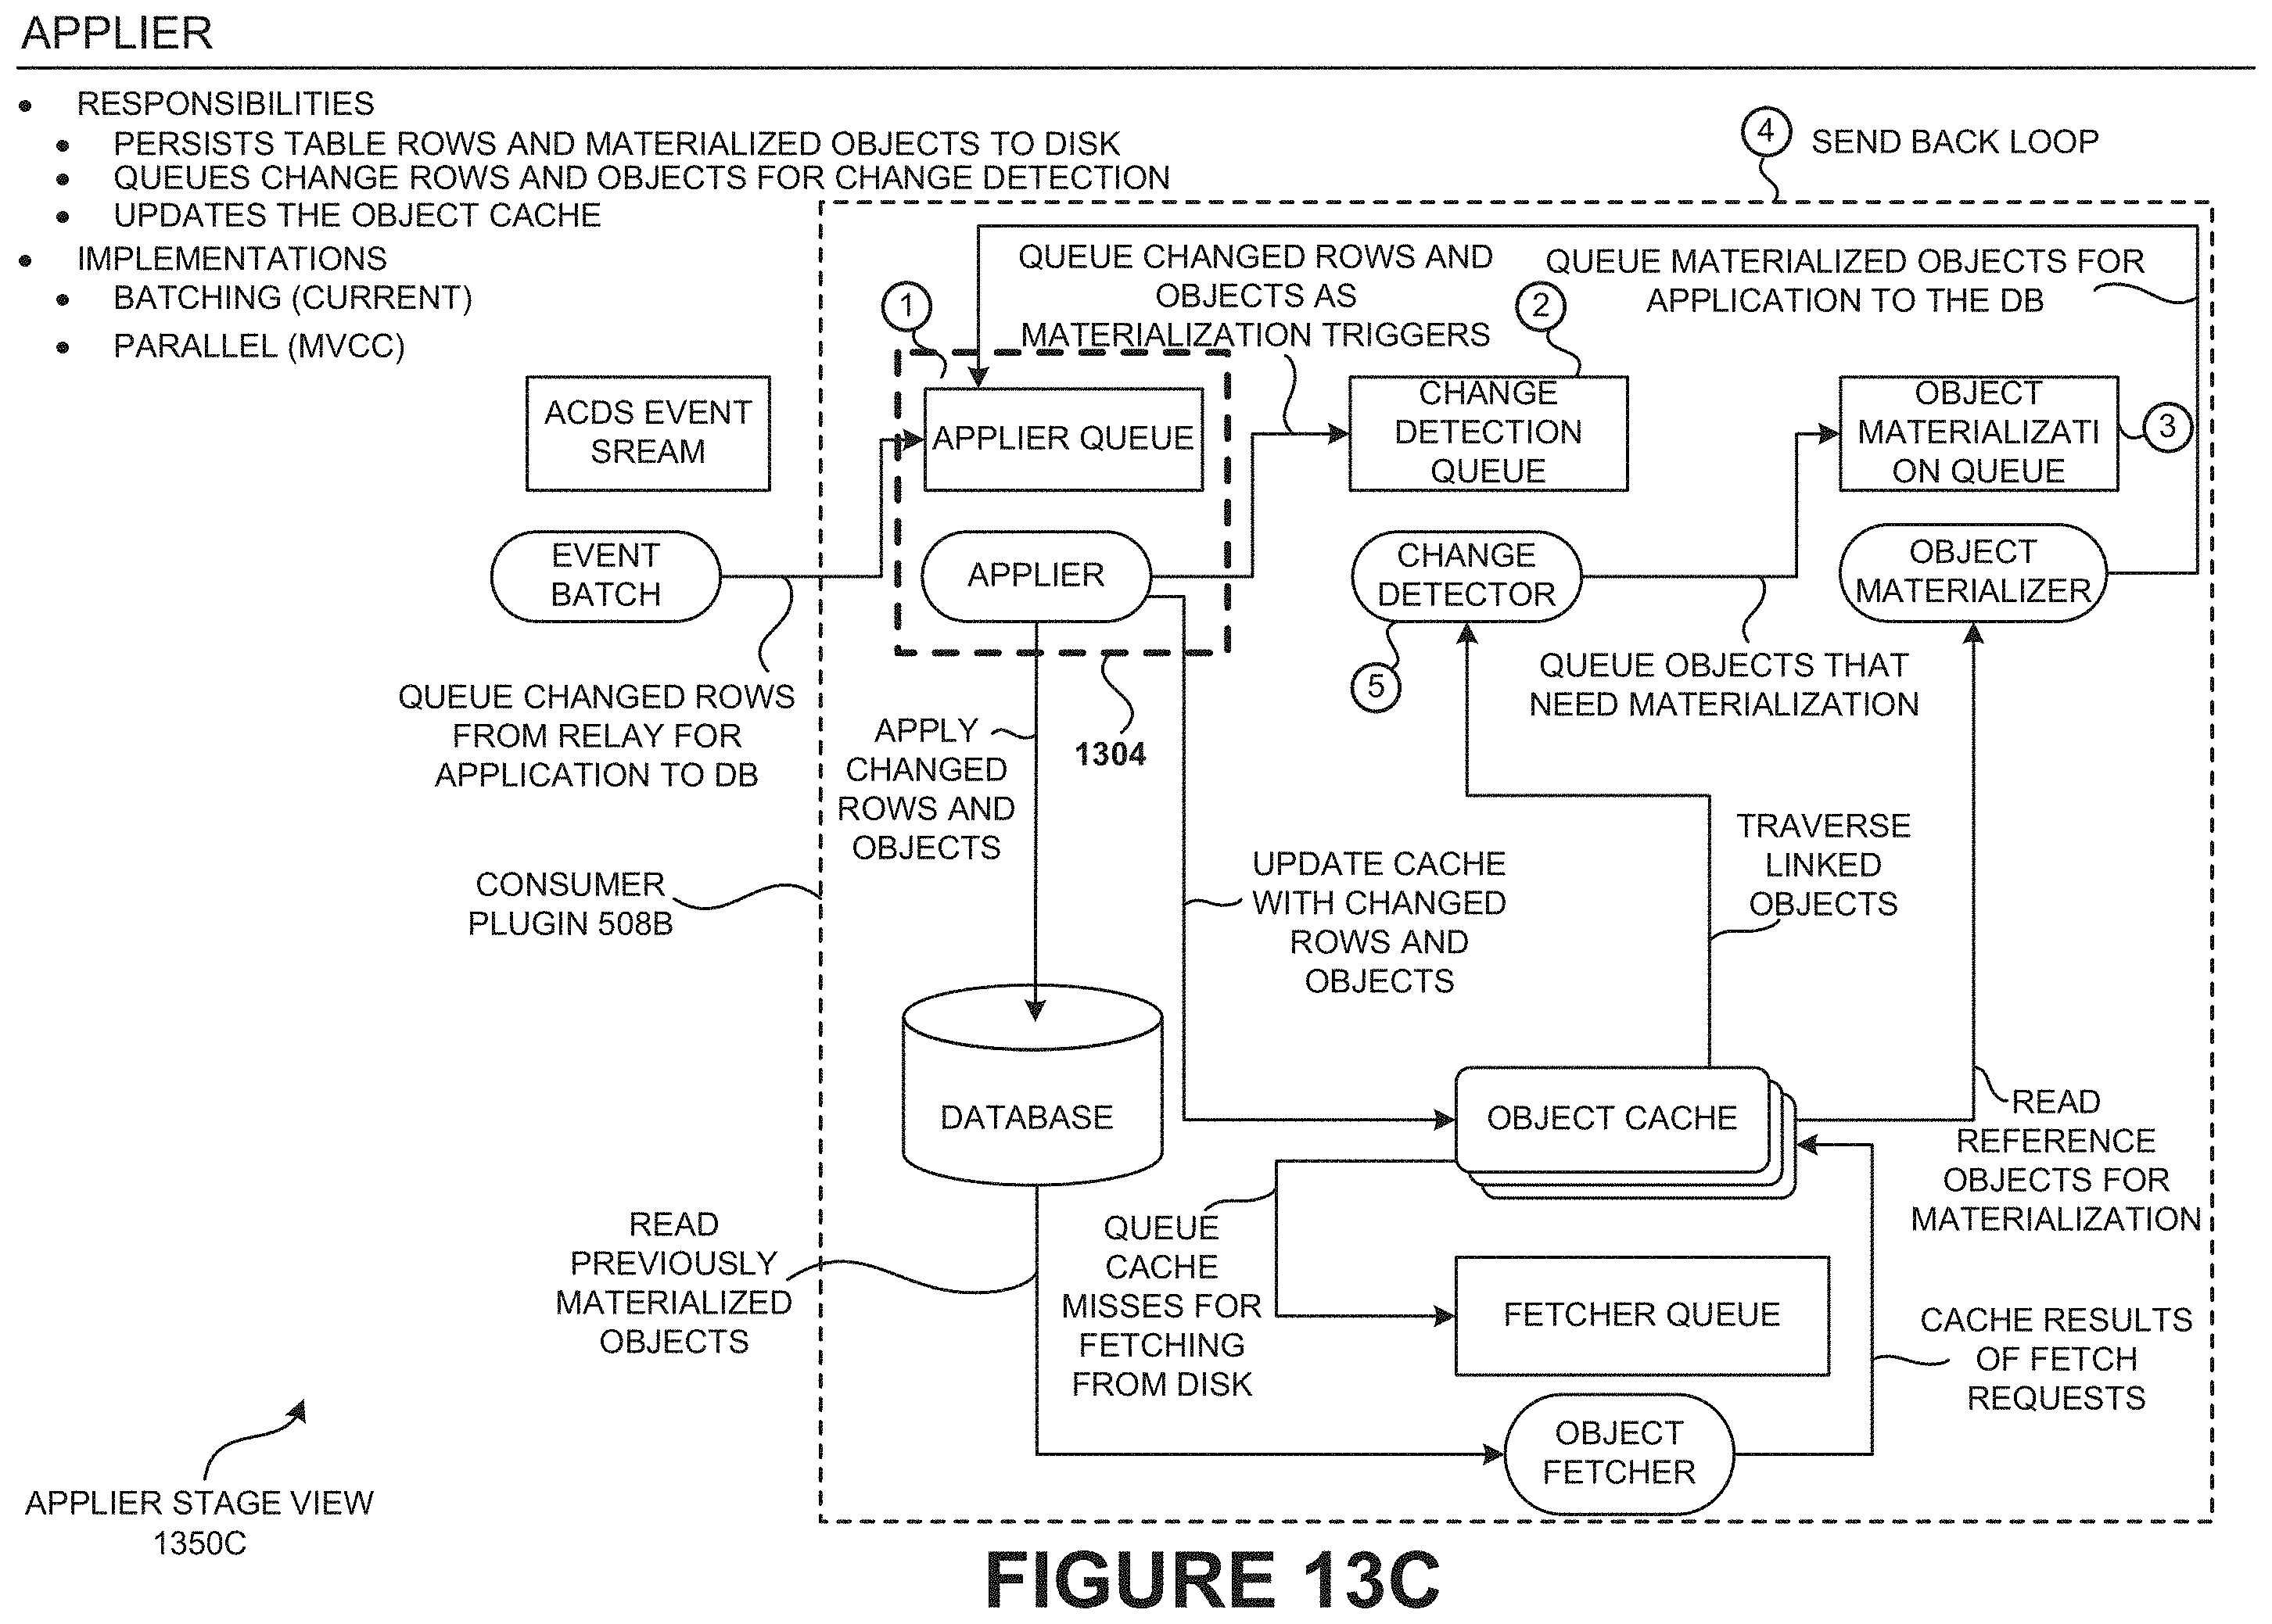 APPLIER
• RESPONSIBILITIES
• PERSISTS TABLE ROWS AND MATERIALIZED OBJECTS TO DISK
• QUEUES CHANGE ROWS AND OBJECTS FOR CHANGE DETECTION
• UPDATES THE OBJECT CACHE
• IMPLEMENTATIONS
• BATCHING (CURRENT)
• PARALLEL (MVCC)
4
SEND BACK LOOP
QUEUE CHANGED ROWS AND
OBJECTS AS
MATERIALIZATION TRIGGERS
QUEUE MATERIALIZED OBJECTS FOR
APPLICATION TO THE DB
1
2
3
ACDS EVENT
SREAM
APPLIER QUEUE
CHANGE
DETECTION
QUEUE
OBJECT
MATERIALIZATI
ON QUEUE
EVENT
BATCH
APPLIER
CHANGE
DETECTOR
OBJECT
MATERIALIZER
5
QUEUE OBJECTS THAT
NEED MATERIALIZATION
QUEUE CHANGED ROWS
FROM RELAY FOR
APPLICATION TO DB
APPLY
CHANGED
ROWS AND
OBJECTS
1304
CONSUMER
PLUGIN 508B
UPDATE CACHE
WITH CHANGED
ROWS AND
OBJECTS
TRAVERSE
LINKED
OBJECTS
DATABASE
OBJECT CACHE
READ
REFERENCE
OBJECTS FOR
MATERIALIZATION
READ
PREVIOUSLY
MATERIALIZED
OBJECTS
QUEUE
CACHE
MISSES FOR
FETCHING
FROM DISK
FETCHER QUEUE
CACHE RESULTS
OF FETCH
REQUESTS
OBJECT
FETCHER
APPLIER STAGE VIEW
1350C
FIGURE 13C